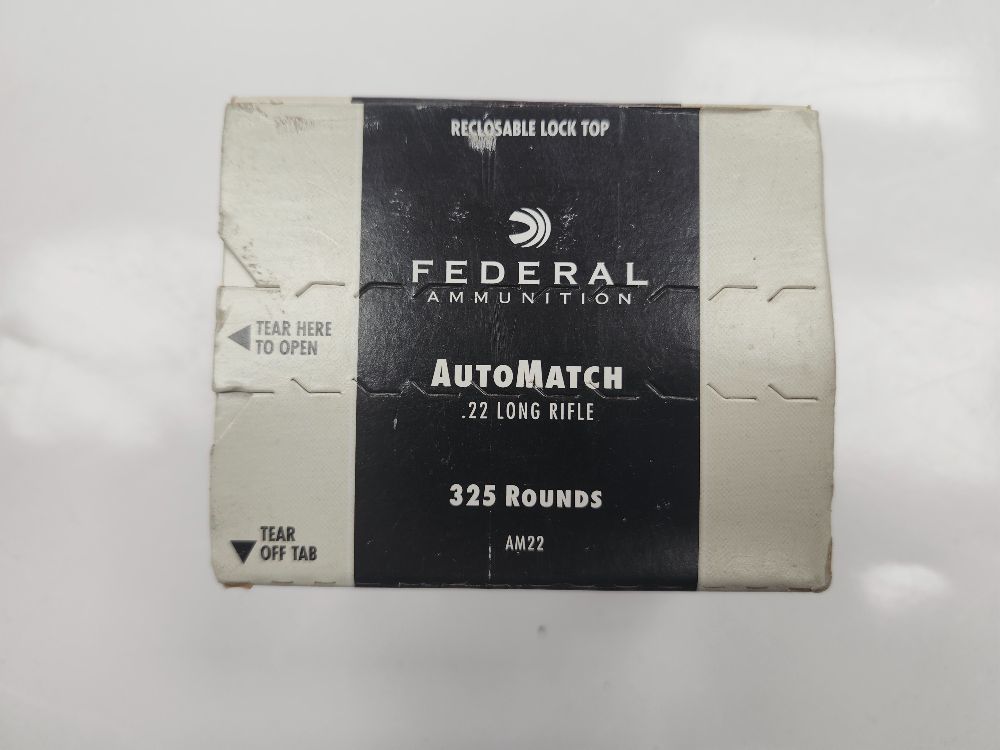 RECLOSABLE LOCK TOP
FEDERAL
AMMUNITION
TEAR HERE
TO OPEN
AUTOMATCH
.22 LONG RIFLE
325 ROUNDS
TEAR
OFF TAB
AM22